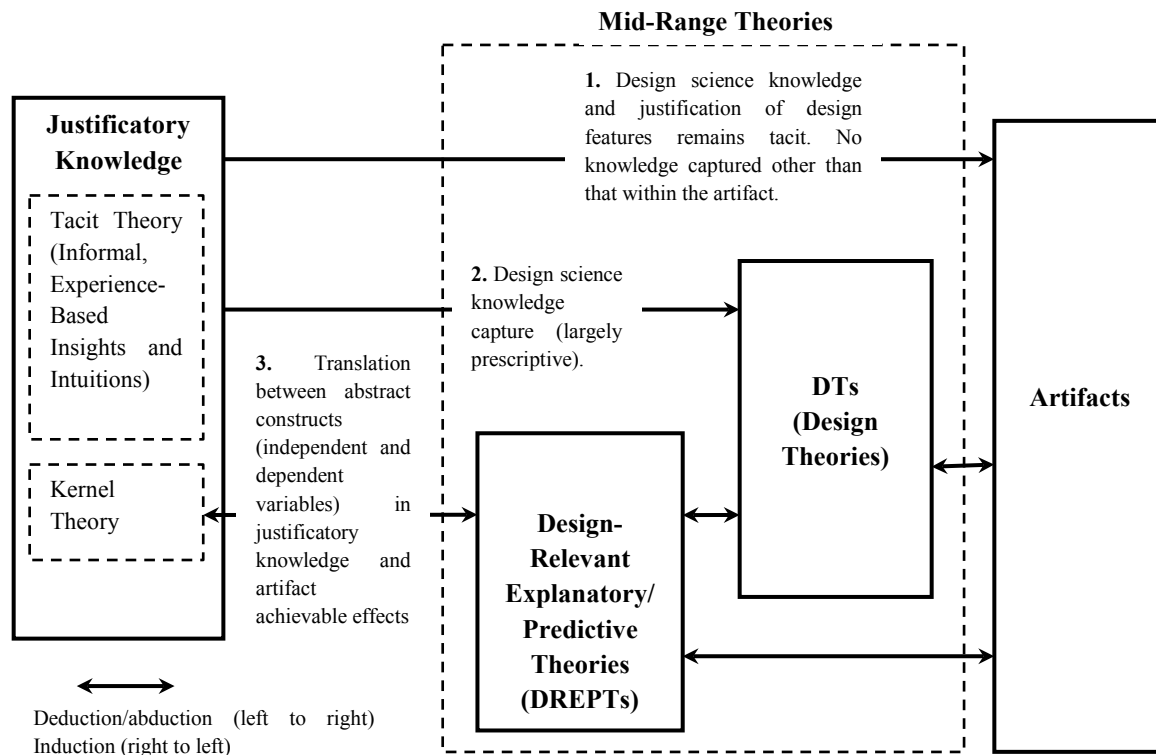 Mid-Range Theories
Justificatory
Knowledge
Tacit Theory
(Informal,
Experience-
Based
Insights and
Intuitions)
Kernel
Theory
1. Design science knowledge
and justification of design
features remains tacit. No
knowledge captured other than
that within the artifact.
2. Design science
knowledge
capture (largely
prescriptive).
3. Translation
between abstract
constructs
(independent and
dependent
variables) in
justificatory
knowledge and
artifact
achievable effects
DTs
(Design
Theories)
Design-
Relevant
Explanatory/
Predictive
Theories
(DREPTs)
Artifacts
Deduction/abduction (left to right)
Induction (right to left)